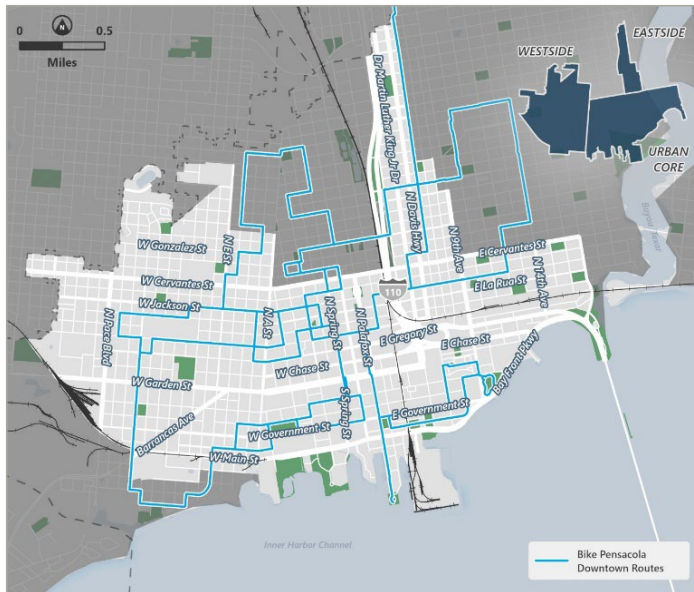 0
N
0.5
Miles
EASTSIDE
WESTSIDE
URBAN
CORE
Bayou Texar
Dr Martin Luther King Jr Dr
N Davis Hwy
N 9th Ave
E Cervantes St
W Gonzalez St
N E St
W Cervantes St
W Jackson St
N Pace Blvd
N A St
N Spring St
N Palafox St
110
E La Rua St
N 14th Ave
E Gregory St
E Chase St
Bay Front Pkwy
W Chase St
W Garden St
S Spring St
E Government St
Barrancas Ave
W Government St
W Main St
Inner Harbor Channel
Bike Pensacola
Downtown Routes